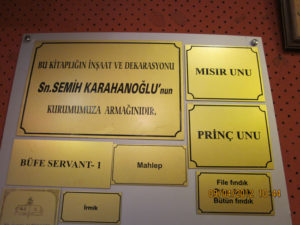 BU KİTAPLIĞIN İNŞAAT VE DEKARASYONU
Sn.SEMİH KARAHANOĞLU'nun
KURUMUMUZA ARMAĞINIDIR.
MISIR UNU
PRİNÇ UNU
BÜFE SERVANT- 1
Mahlep
File fındık
Bütün fındık
İrmik